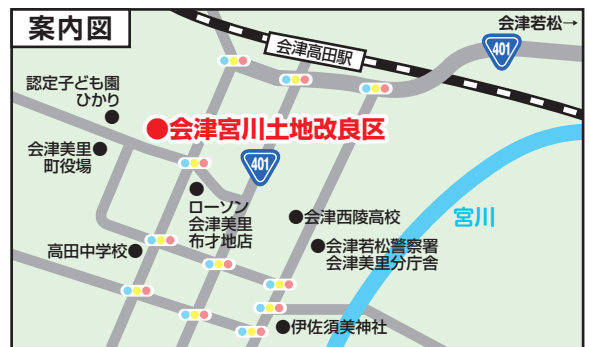 案内図
会津若松→
401
会津高田駅
認定子ども園
ひかり
●会津宮川土地改良区
会津美里
町役場
401
ローソン
会津美里
布才地店
会津西陵高校
宮川
高田中学校
会津若松警察署
会津美里分庁舎
伊佐須美神社